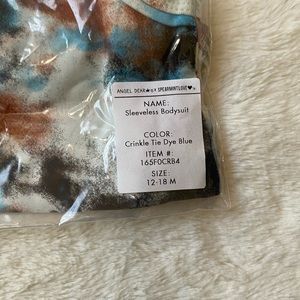 ANGEL DEAR × SPEARMINTLOVE
NAME:
Sleeveless Bodysuit
COLOR:
Crinkle Tie Dye Blue
ITEM #:
165F0CRB4
SIZE:
12-18 M